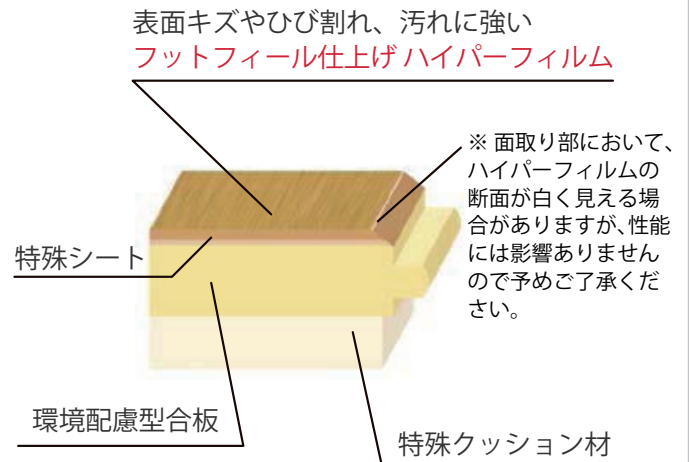 表面キズやひび割れ、汚れに強い
フットフィール仕上げ ハイパーフィルム
※ 面取り部において、
ハイパーフィルムの
断面が白く見える場
合がありますが、性能
には影響ありません
ので予めご了承くだ
さい。
特殊シート
環境配慮型合板
特殊クッション材